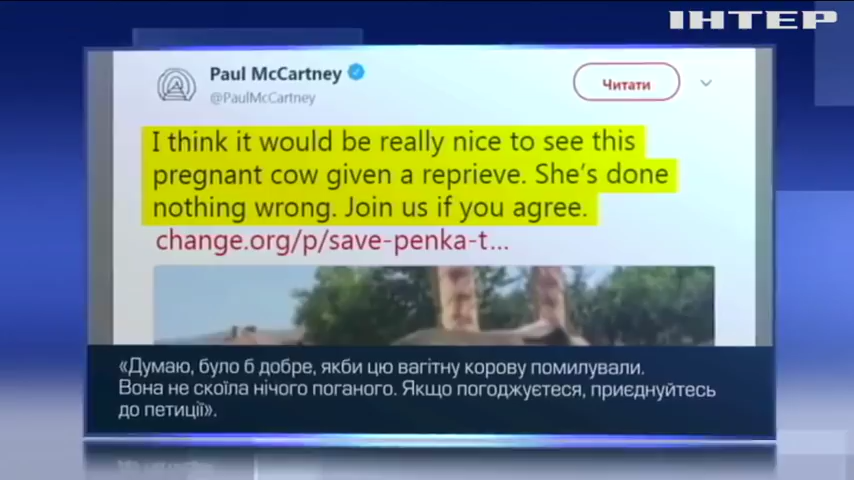 ІНТЕР
Paul McCartney
Читати
@PaulMcCartney
I think it would be really nice to see this
pregnant cow given a reprieve. She's done
nothing wrong. Join us if you agree.
change.org/p/save-penka-t...
«Думаю, було б добре, якби цю вагітну корову помилували.
Вона не скоїла нічого поганого. Якщо погоджуєтеся, приєднуйтесь
до петиції».